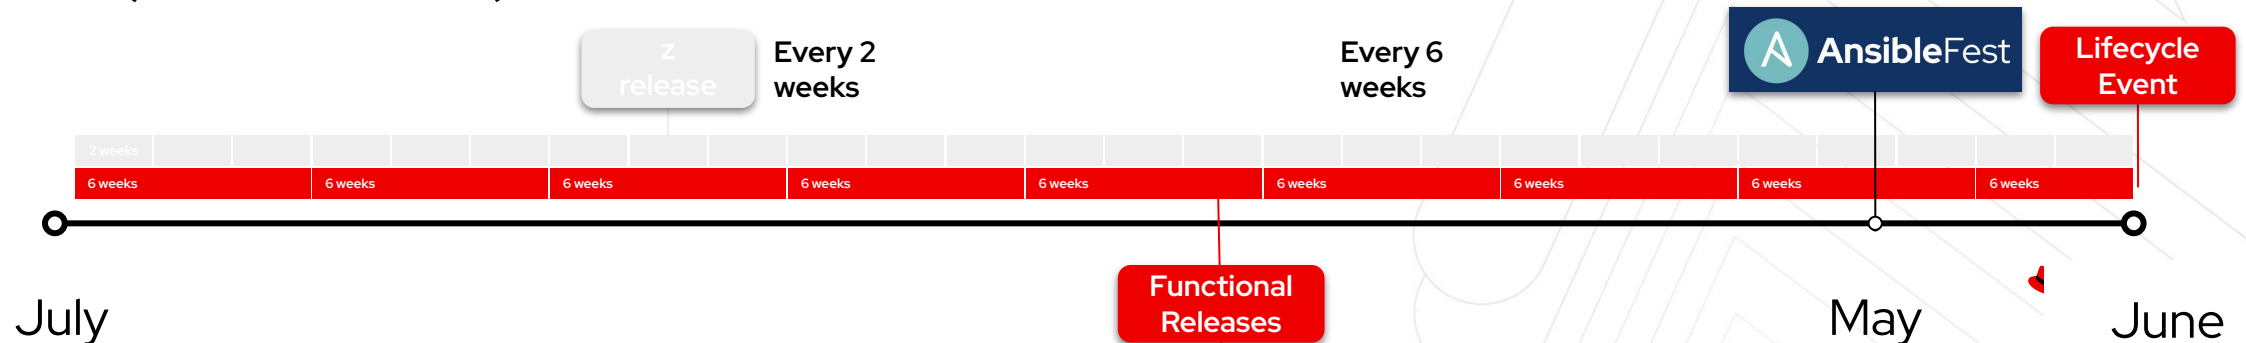 z
release
Every 2
weeks
Every 6
weeks
AnsibleFest
Lifecycle
Event
2 weeks
6 weeks
6 weeks
6 weeks
6 weeks
6 weeks
6 weeks
6 weeks
6 weeks
6 weeks
Functional
Releases
July
May
June